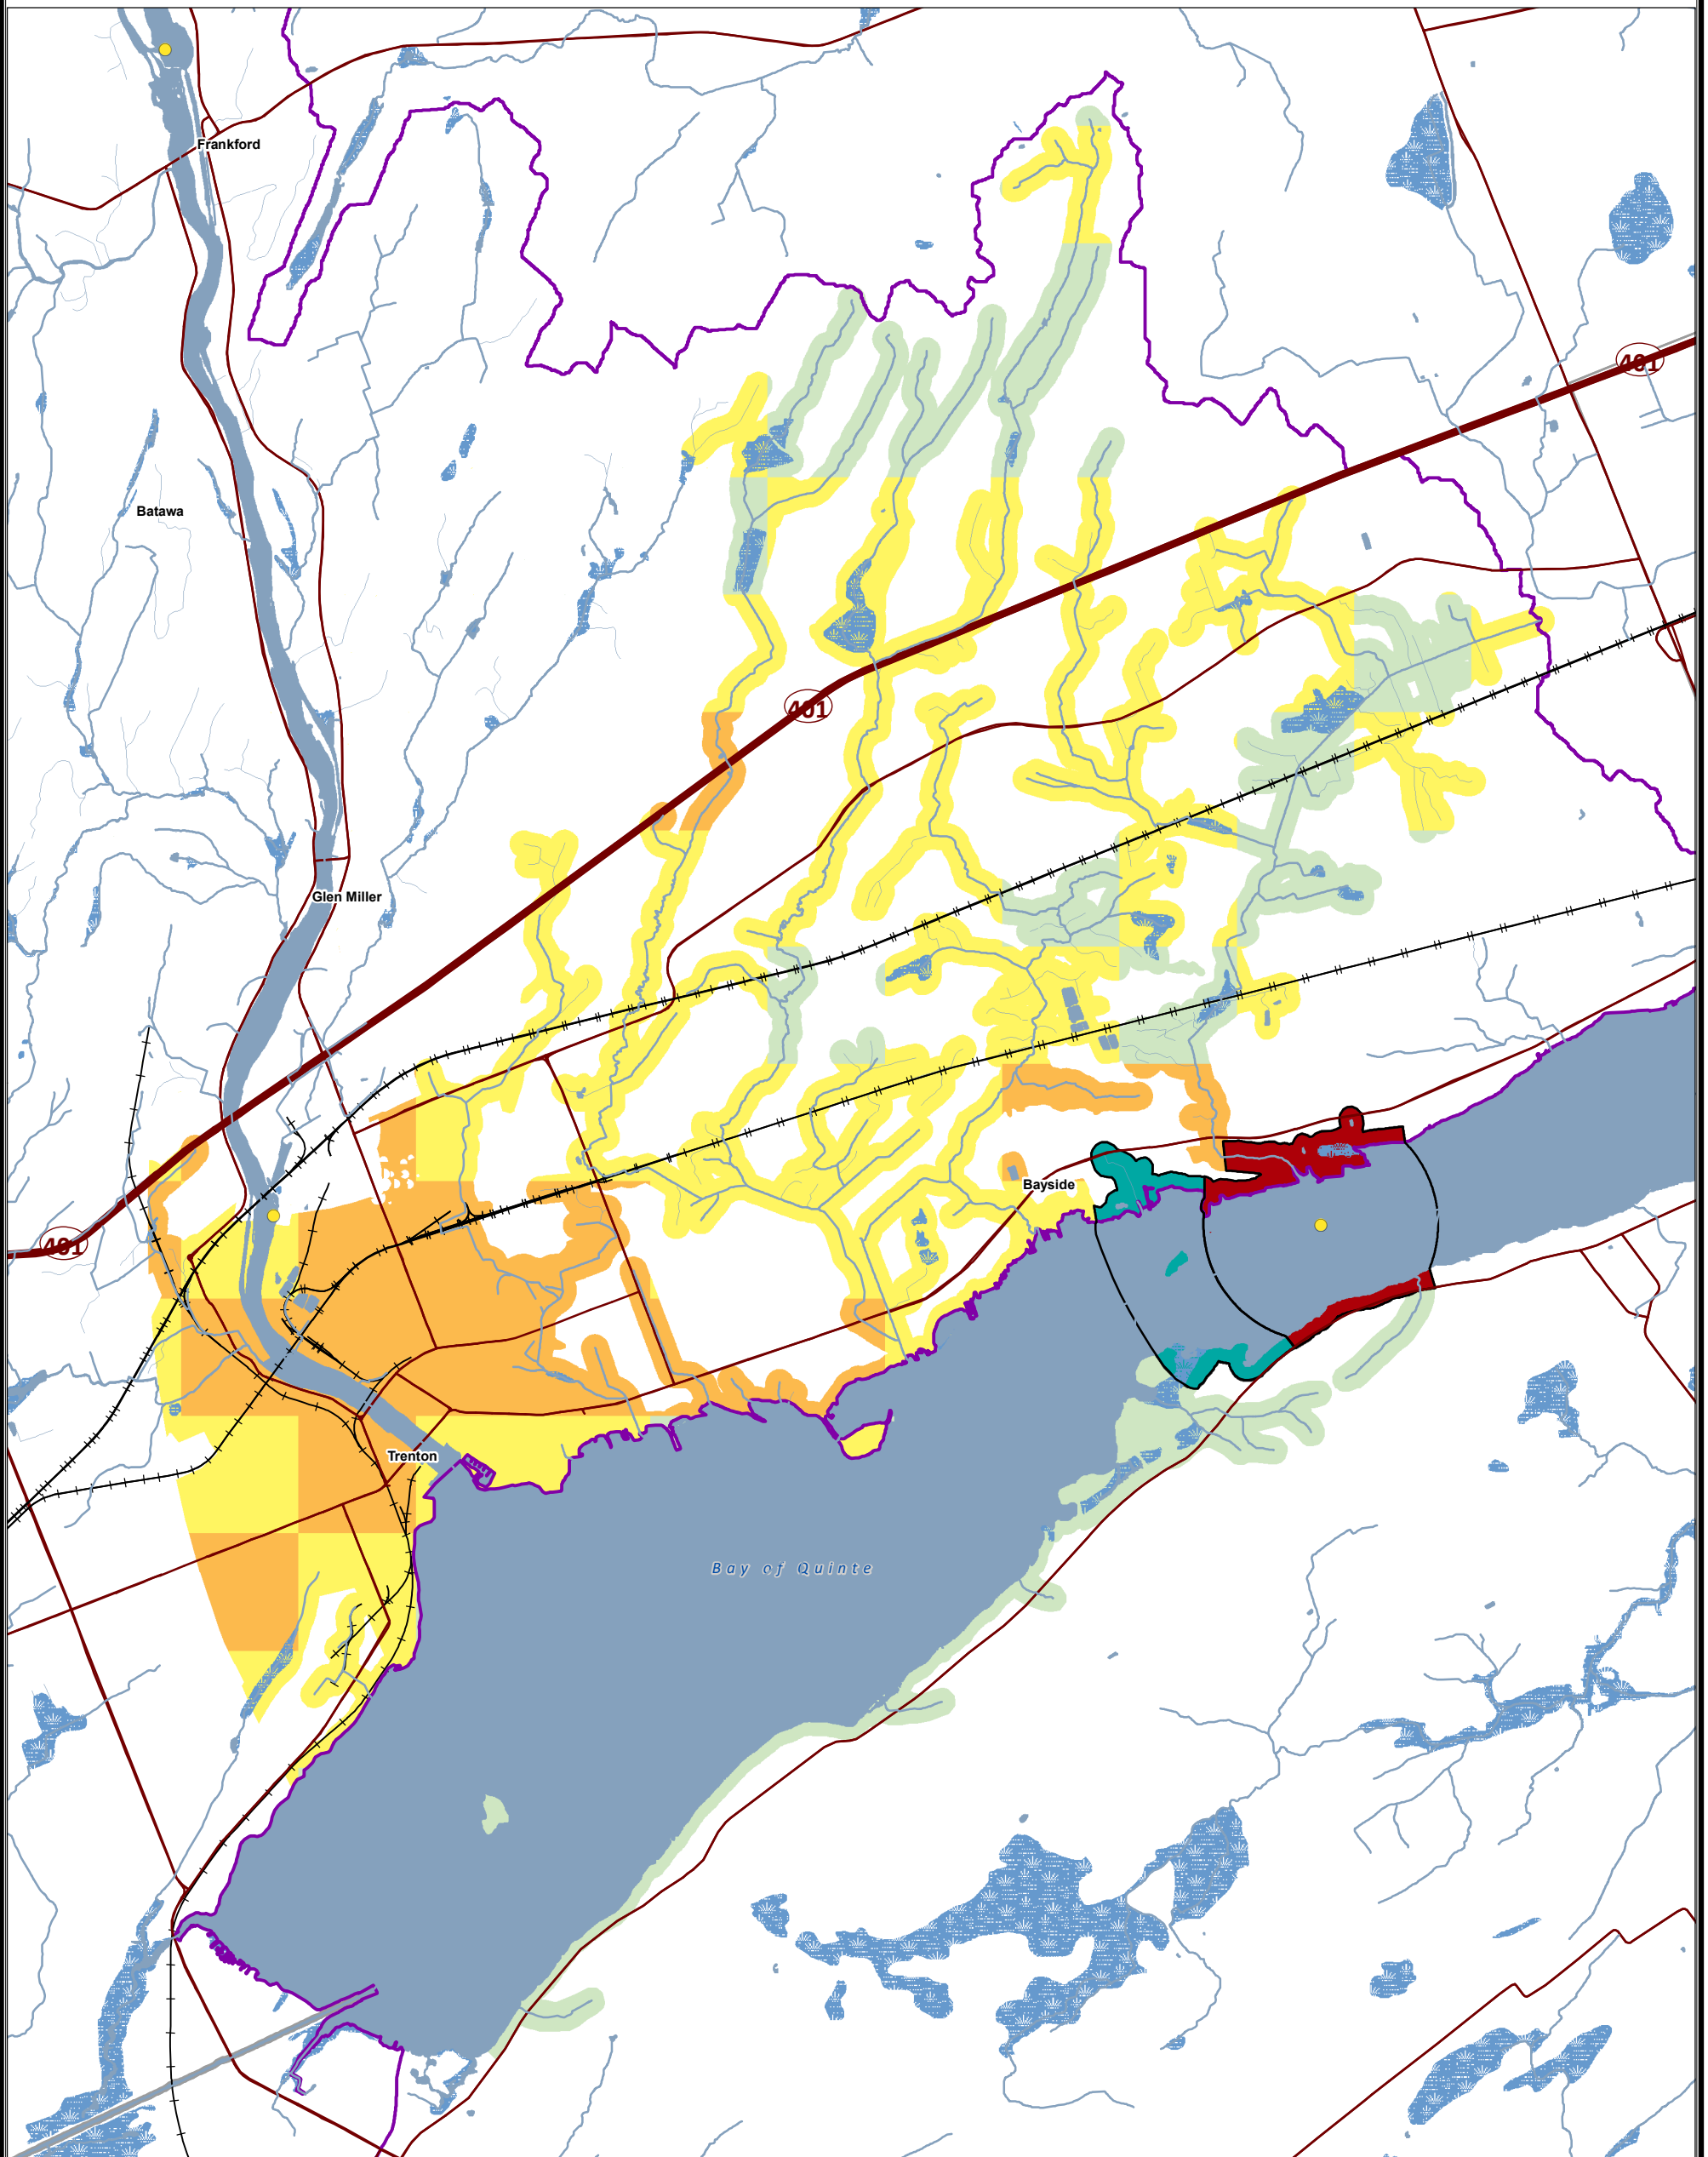 Frankford
401
Batawa
401
Glen Miller
Bayside
401
Trenton
Bay of Quinte